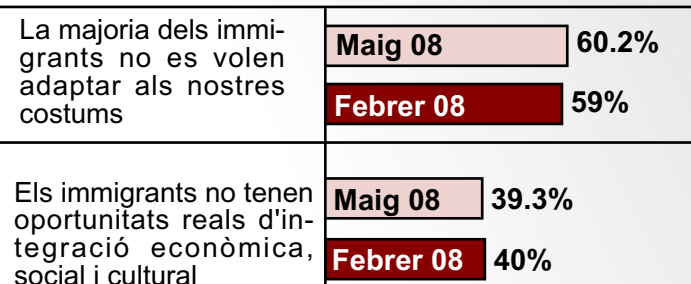 La majoria dels immi-
grants no es volen
adaptar als nostres
costums
Maig 08 60.2%
Febrer 08 59%
Els immigrants no tenen
oportunitats reals d'in-
tegració econòmica,
social i cultural
Maig 08 39.3%
Febrer 08 40%